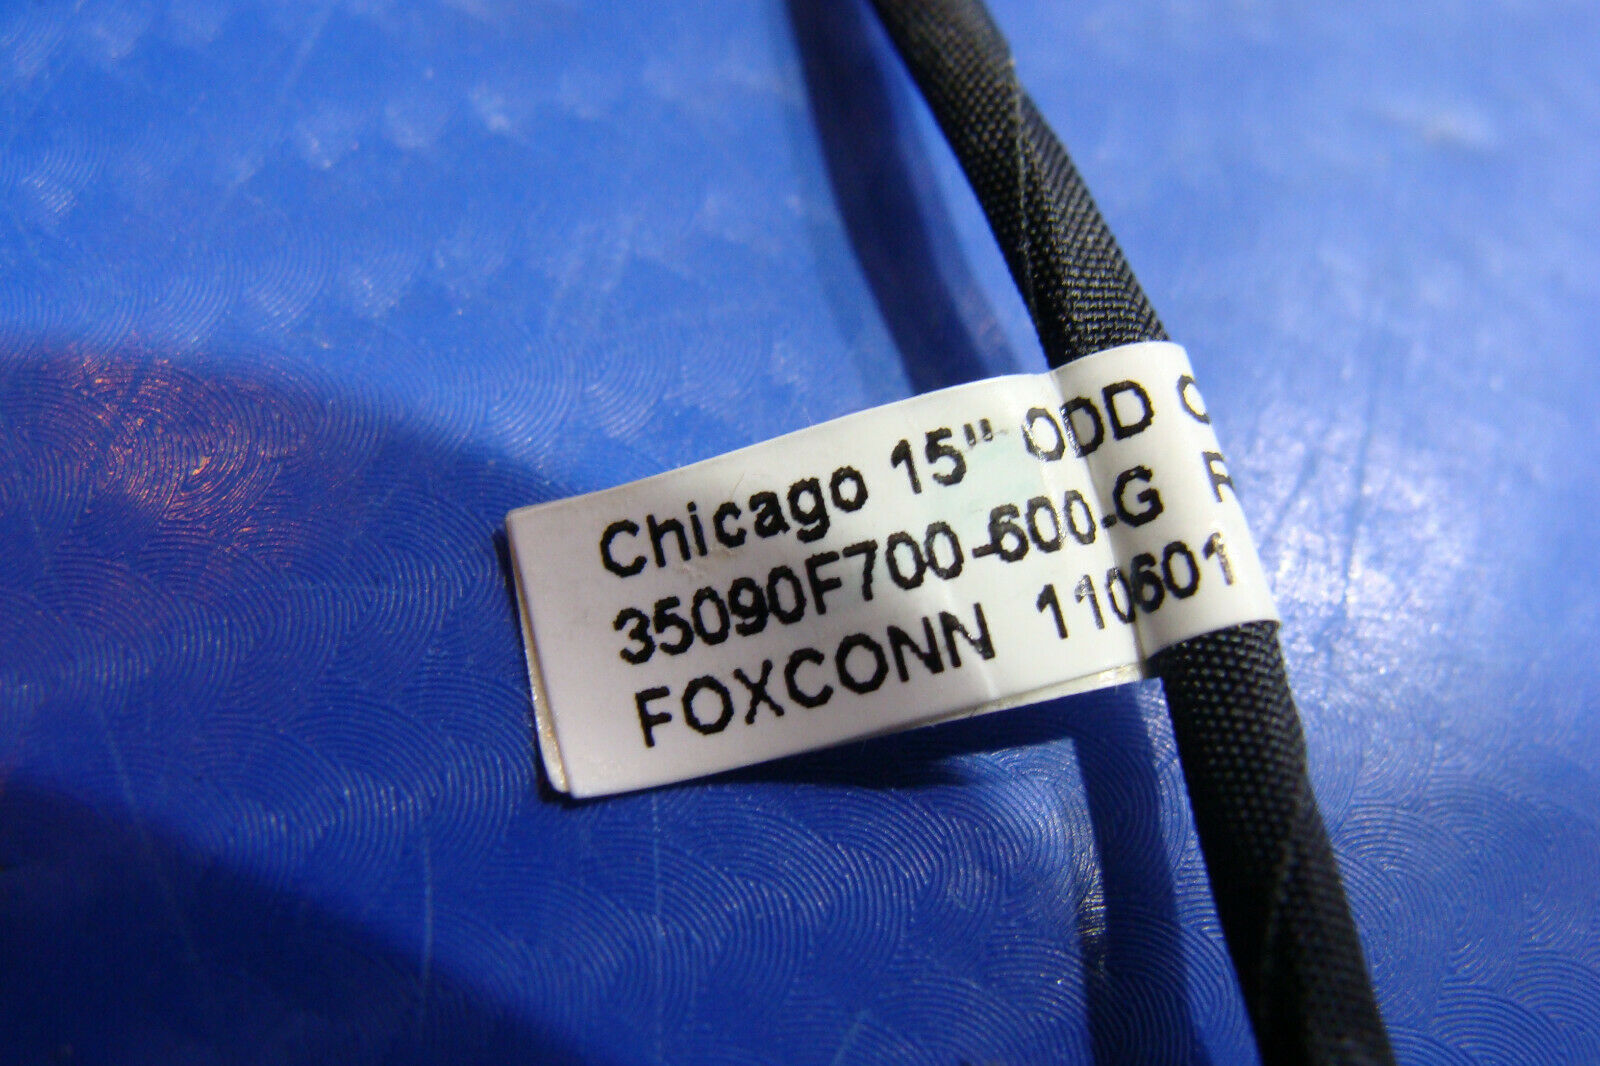 Chicago 15" ODD C
35090F700-600-G R
FOXCONN 110601